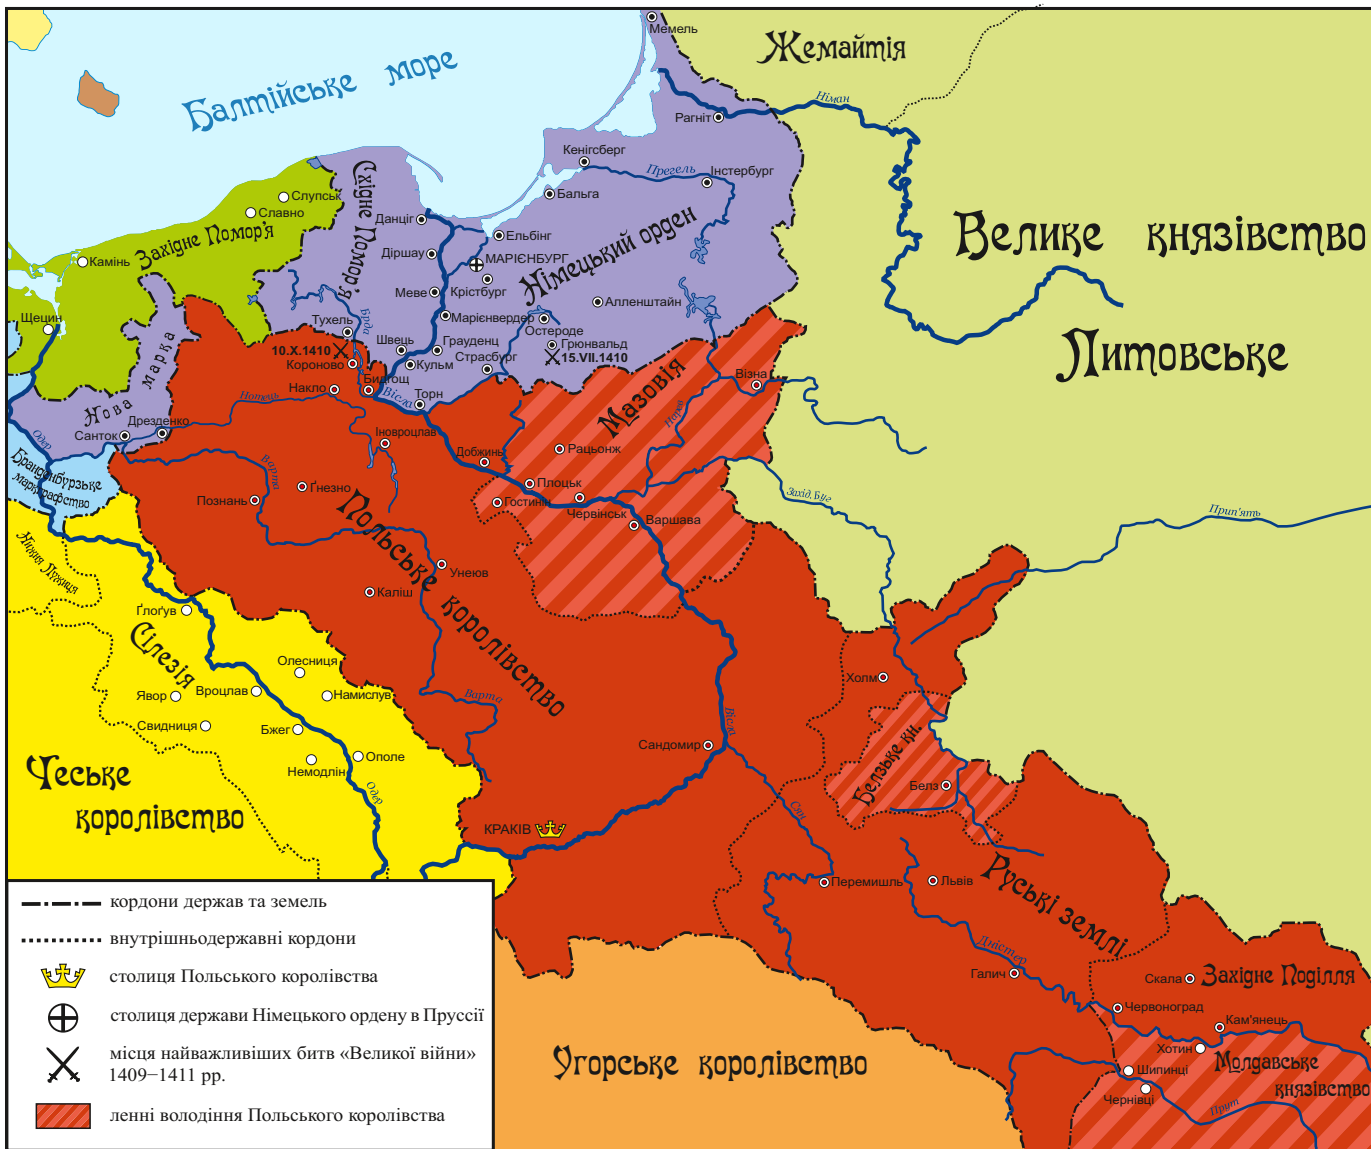 Мемель
Жемайтія
Балтійське море
Німан
Рагніт
Кенігсберг
Прегель
Інстербург
Східне Помор'я
Слупськ
Славно
Бальга
Данціг
Західне Помор'я
Ельбінг
Німецький орден
Велике князівство
Литовське
Камінь
Діршау
МАРІЄНБУРГ
Крістбург
Меве
Алленштайн
Щецин
Марієнвердер
Тухель
Брда
Остероде
Нова марка
Швець
Грауденц
Грюнвальд
10.X.1410
Страсбург
15.VII.1410
Короново
Кульм
Мазовія
Візна
Накло
Бидгощ
Нотець
Вісла
Торн
Нарев
Дрезденко
Санток
Одер
Іновроцлав
Добжинь
Рацьонж
Бранденбурзьке
маркграфство
Варта
Ґнезно
Плоцьк
Познань
Гостинін
Червінськ
Варшава
Захід. Буг
Прип'ять
Польське королівство
Нижня Лужиця
Унеюв
Каліш
Ґлоґув
Сілезія
Олесниця
Холм
Явор
Вроцлав
Намислув
Варта
Свидниця
Бжег
Вісла
Сандомир
Белзьке кн.
Немодлін
Ополе
Чеське
королівство
Одер
Белз
Сян
КРАКІВ
Перемишль
Львів
Руські землі
Дністер
Галич
Скала
Західне Поділля
Червоноград
Кам'янець
Хотин
Угорське королівство
Шипинці
Молдавське
князівство
Чернівці
Прут
кордони держав та земель
внутрішньодержавні кордони
столиця Польського королівства
столиця держави Німецького ордену в Пруссії
місця найважливіших битв «Великої війни»
1409–1411 рр.
ленні володіння Польського королівства